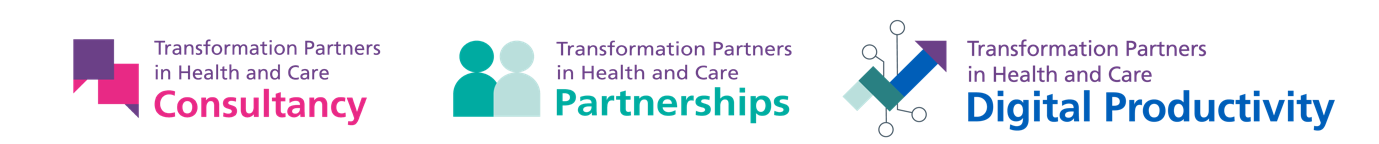 Transformation Partners
in Health and Care
Consultancy
Transformation Partners
in Health and Care
Partnerships
Transformation Partners
in Health and Care
Digital Productivity